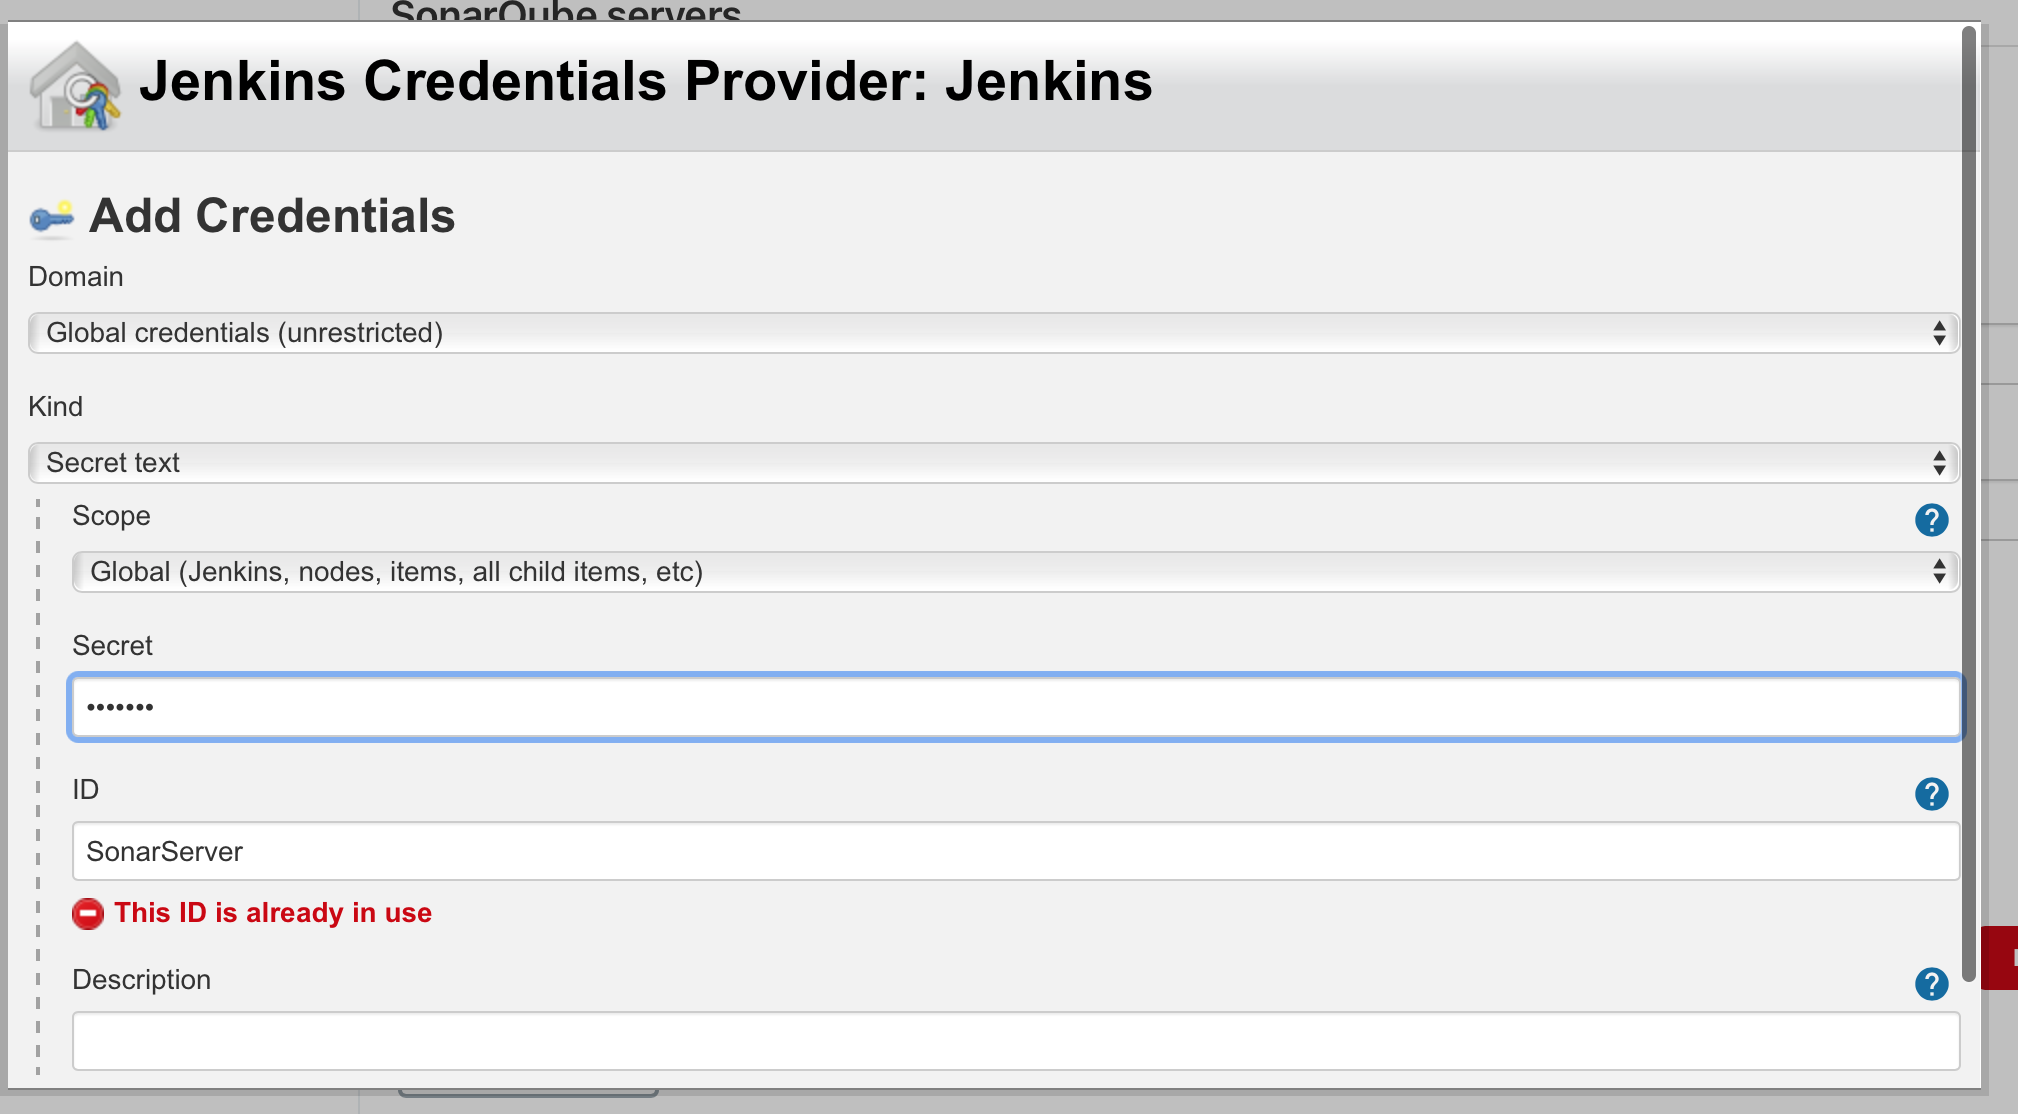 SonarQube servers
Jenkins Credentials Provider: Jenkins
Add Credentials
Domain
Global credentials (unrestricted)
Kind
Secret text
Scope
?
Global (Jenkins, nodes, items, all child items, etc)
Secret
•••••••
ID
?
SonarServer
This ID is already in use
Description
?